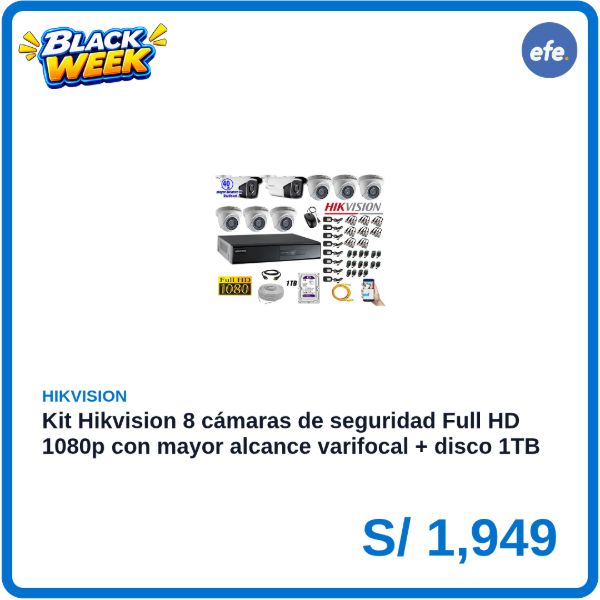 BLACK
WEEK
efe.
HIKVISION
Full HD
1080
1TB
HIKVISION
Kit Hikvision 8 cámaras de seguridad Full HD
1080p con mayor alcance varifocal + disco 1TB
S/ 1,949